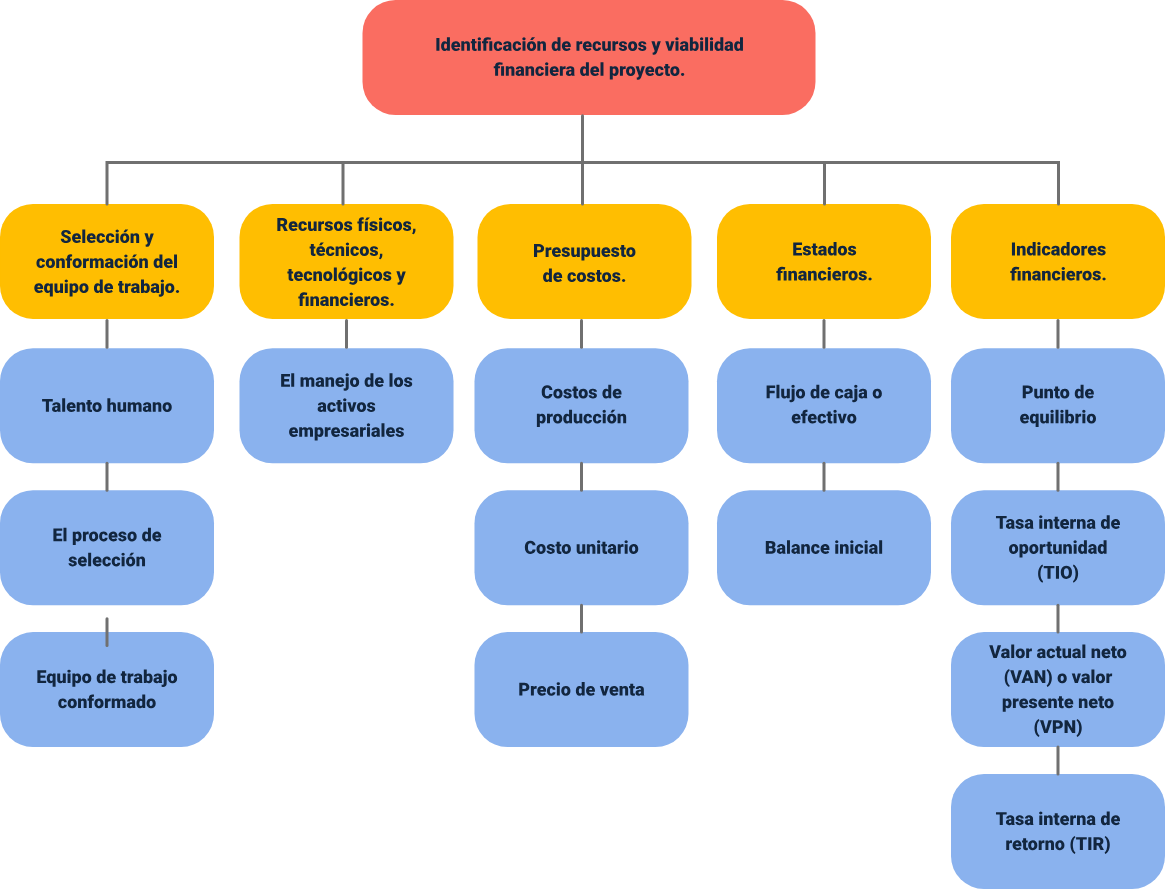 Identificación de recursos y viabilidad
financiera del proyecto.
Selección y
conformación del
equipo de trabajo.
Recursos físicos,
técnicos,
tecnológicos y
financieros.
Presupuesto
de costos.
Estados
financieros.
Indicadores
financieros.
Talento humano
El manejo de los
activos
empresariales
Costos de
producción
Flujo de caja o
efectivo
Punto de
equilibrio
El proceso de
selección
Costo unitario
Balance inicial
Tasa interna de
oportunidad
(TIO)
Equipo de trabajo
conformado
Precio de venta
Valor actual neto
(VAN) o valor
presente neto
(VPN)
Tasa interna de
retorno (TIR)